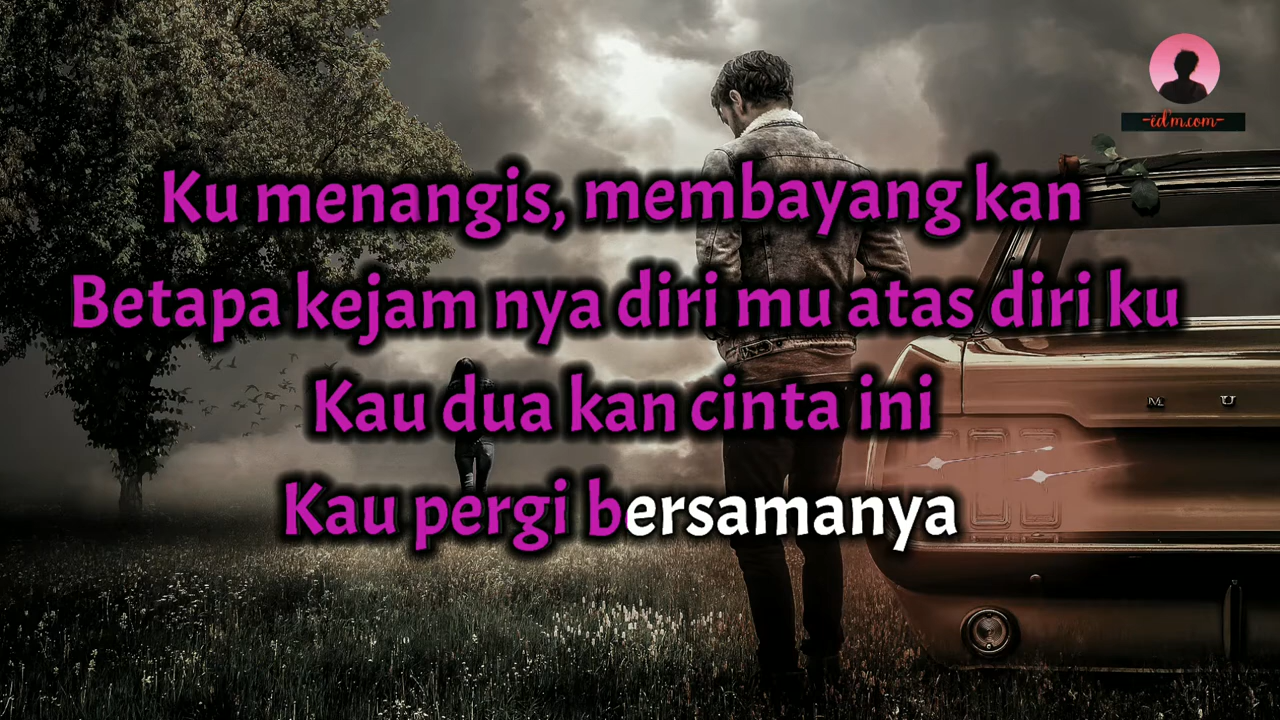 -ëd'm.com-
Ku menangis, membayang kan
Betapa kejam nya diri mu atas diri ku
Kau dua kan cinta ini
Kau pergi bersamanya
M U